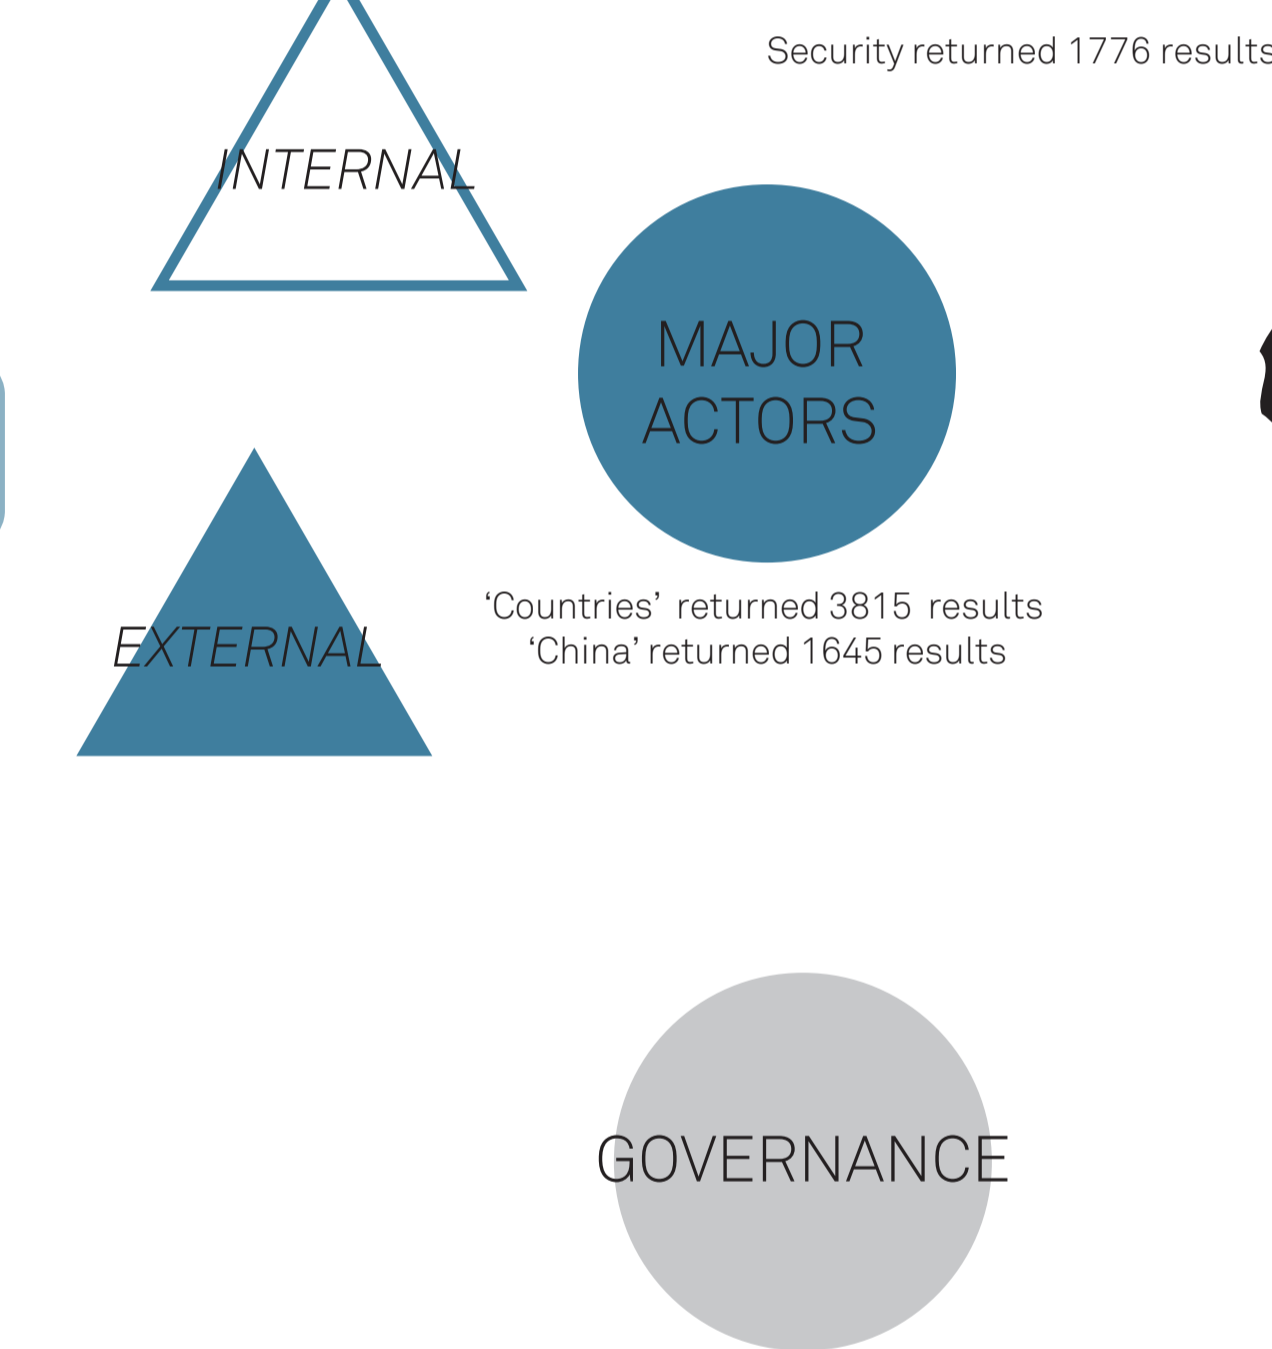 Security returned 1776 results
INTERNAL
MAJOR
ACTORS
‘Countries’ returned 3815 results
‘China’ returned 1645 results
EXTERNAL
GOVERNANCE